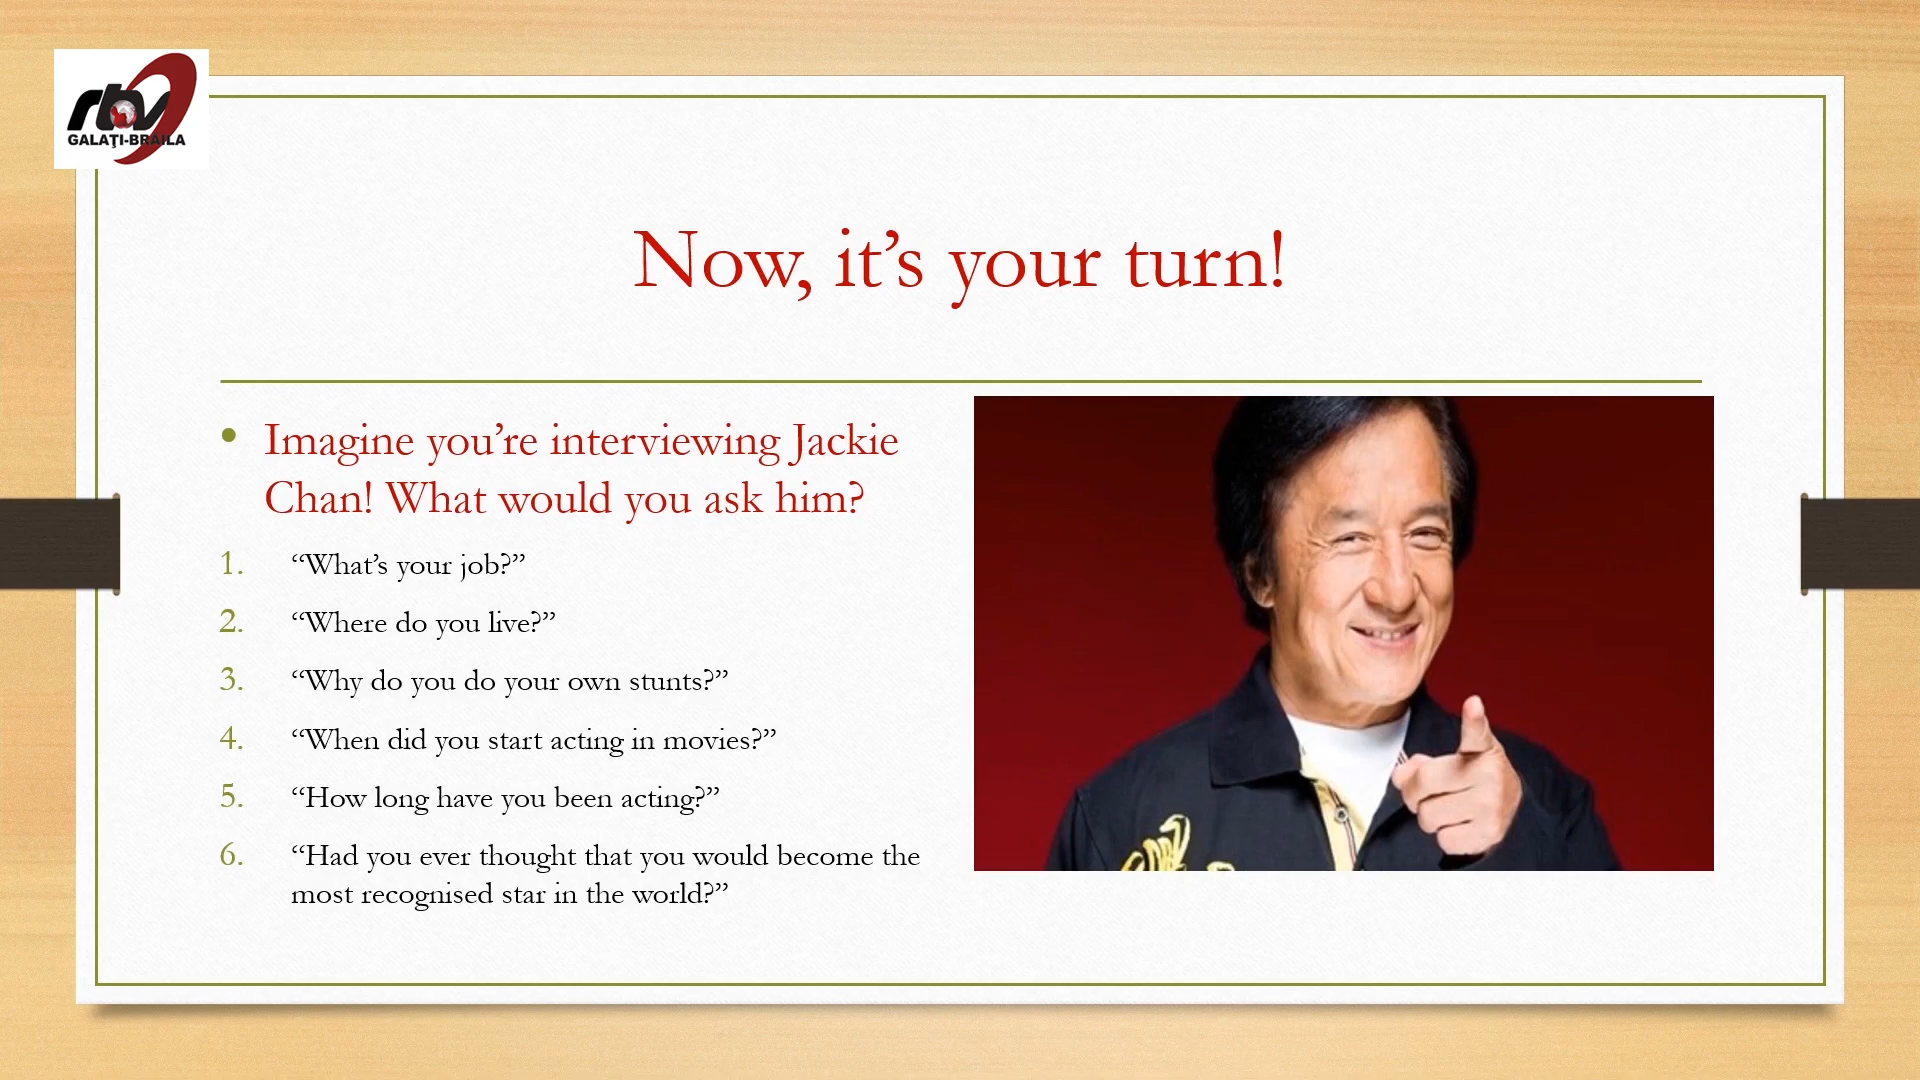 rtv
GALAŢI-BRĂILA
Now, it’s your turn!
• Imagine you’re interviewing Jackie
Chan! What would you ask him?
1. “What’s your job?”
2. “Where do you live?”
3. “Why do you do your own stunts?”
4. “When did you start acting in movies?”
5. “How long have you been acting?”
6. “Had you ever thought that you would become the
most recognised star in the world?”